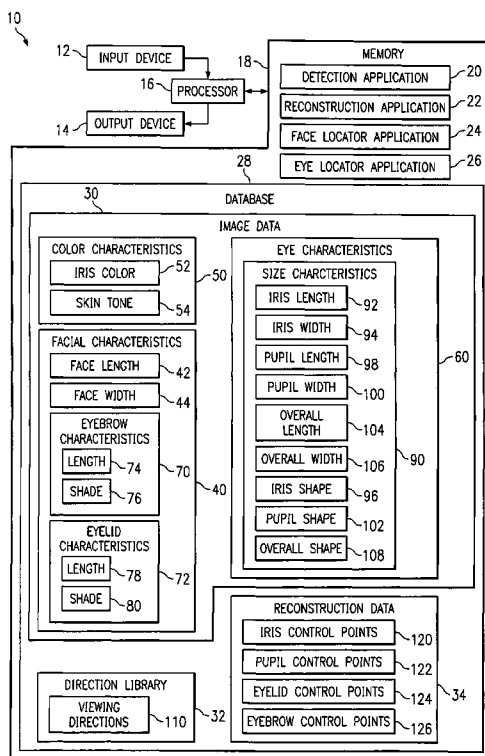 10
12
INPUT DEVICE
16
PROCESSOR
14
OUTPUT DEVICE
18
MEMORY
DETECTION APPLICATION
20
RECONSTRUCTION APPLICATION
22
FACE LOCATOR APPLICATION
24
EYE LOCATOR APPLICATION
26
28
DATABASE
30
IMAGE DATA
COLOR CHARACTERISTICS
IRIS COLOR
52
SKIN TONE
54
50
FACIAL CHARACTERISTICS
FACE LENGTH
42
FACE WIDTH
44
EYEBROW
CHARACTERISTICS
LENGTH
74
SHADE
76
70
40
EYELID
CHARACTERISTICS
LENGTH
78
SHADE
80
72
EYE CHARACTERISTICS
SIZE CHARCTERISTICS
IRIS LENGTH
92
IRIS WIDTH
94
PUPIL LENGTH
98
PUPIL WIDTH
100
OVERALL
LENGTH
104
OVERALL WIDTH
106
IRIS SHAPE
96
PUPIL SHAPE
102
OVERALL SHAPE
108
90
60
DIRECTION LIBRARY
VIEWING
DIRECTIONS
110
32
RECONSTRUCTION DATA
IRIS CONTROL POINTS
120
PUPIL CONTROL POINTS
122
EYELID CONTROL POINTS
124
EYEBROW CONTROL POINTS
126
34